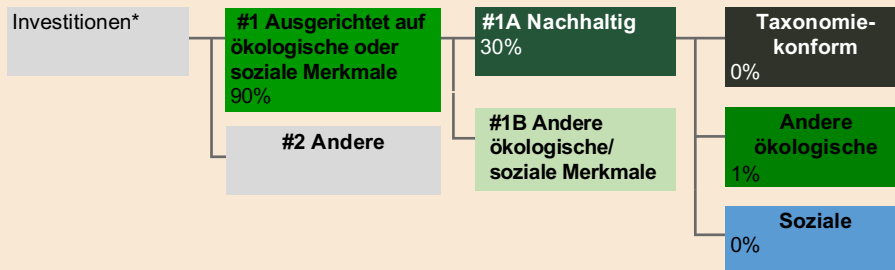 Investitionen*
#1 Ausgerichtet auf
ökologische oder
soziale Merkmale
90%
#2 Andere
#1A Nachhaltig
30%
#1B Andere
ökologische/
soziale Merkmale
Taxonomie-
konform
0%
Andere
ökologische
1%
Soziale
0%